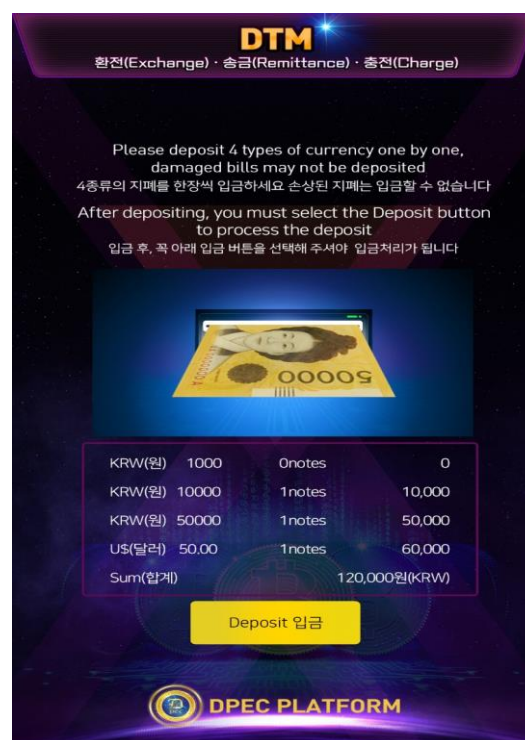 DTM
환전(Exchange) · 송금(Remittance) · 충전(Charge)
Please deposit 4 types of currency one by one,
damaged bills may not be deposited
4종류의 지폐를 한장씩 입금하세요 손상된 지폐는 입금할 수 없습니다
After depositing, you must select the Deposit button
to process the deposit
입금 후, 꼭 아래 입금 버튼을 선택해 주셔야 입금처리가 됩니다
50000
50000
KRW(원) 1000 0notes 0
KRW(원) 10000 1notes 10,000
KRW(원) 50000 1notes 50,000
U$(달러) 50.00 1notes 60,000
Sum(합계) 120,000원(KRW)
Deposit 입금
DPEC PLATFORM